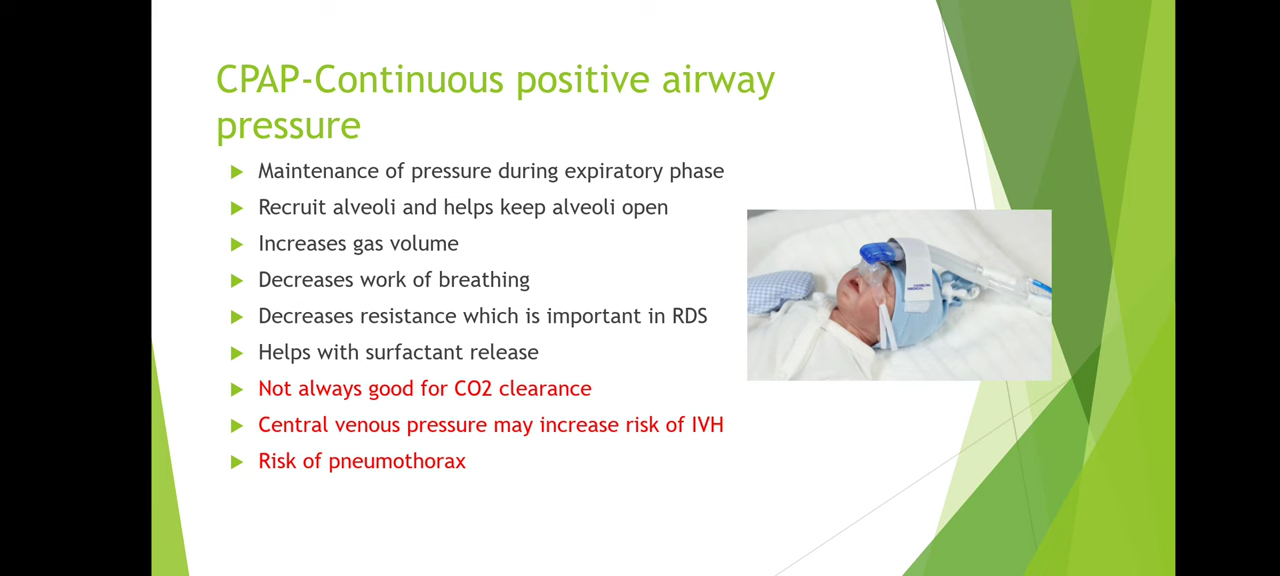 CPAP-Continuous positive airway
pressure
Maintenance of pressure during expiratory phase
Recruit alveoli and helps keep alveoli open
Increases gas volume
Decreases work of breathing
Decreases resistance which is important in RDS
Helps with surfactant release
Not always good for CO2 clearance
Central venous pressure may increase risk of IVH
Risk of pneumothorax